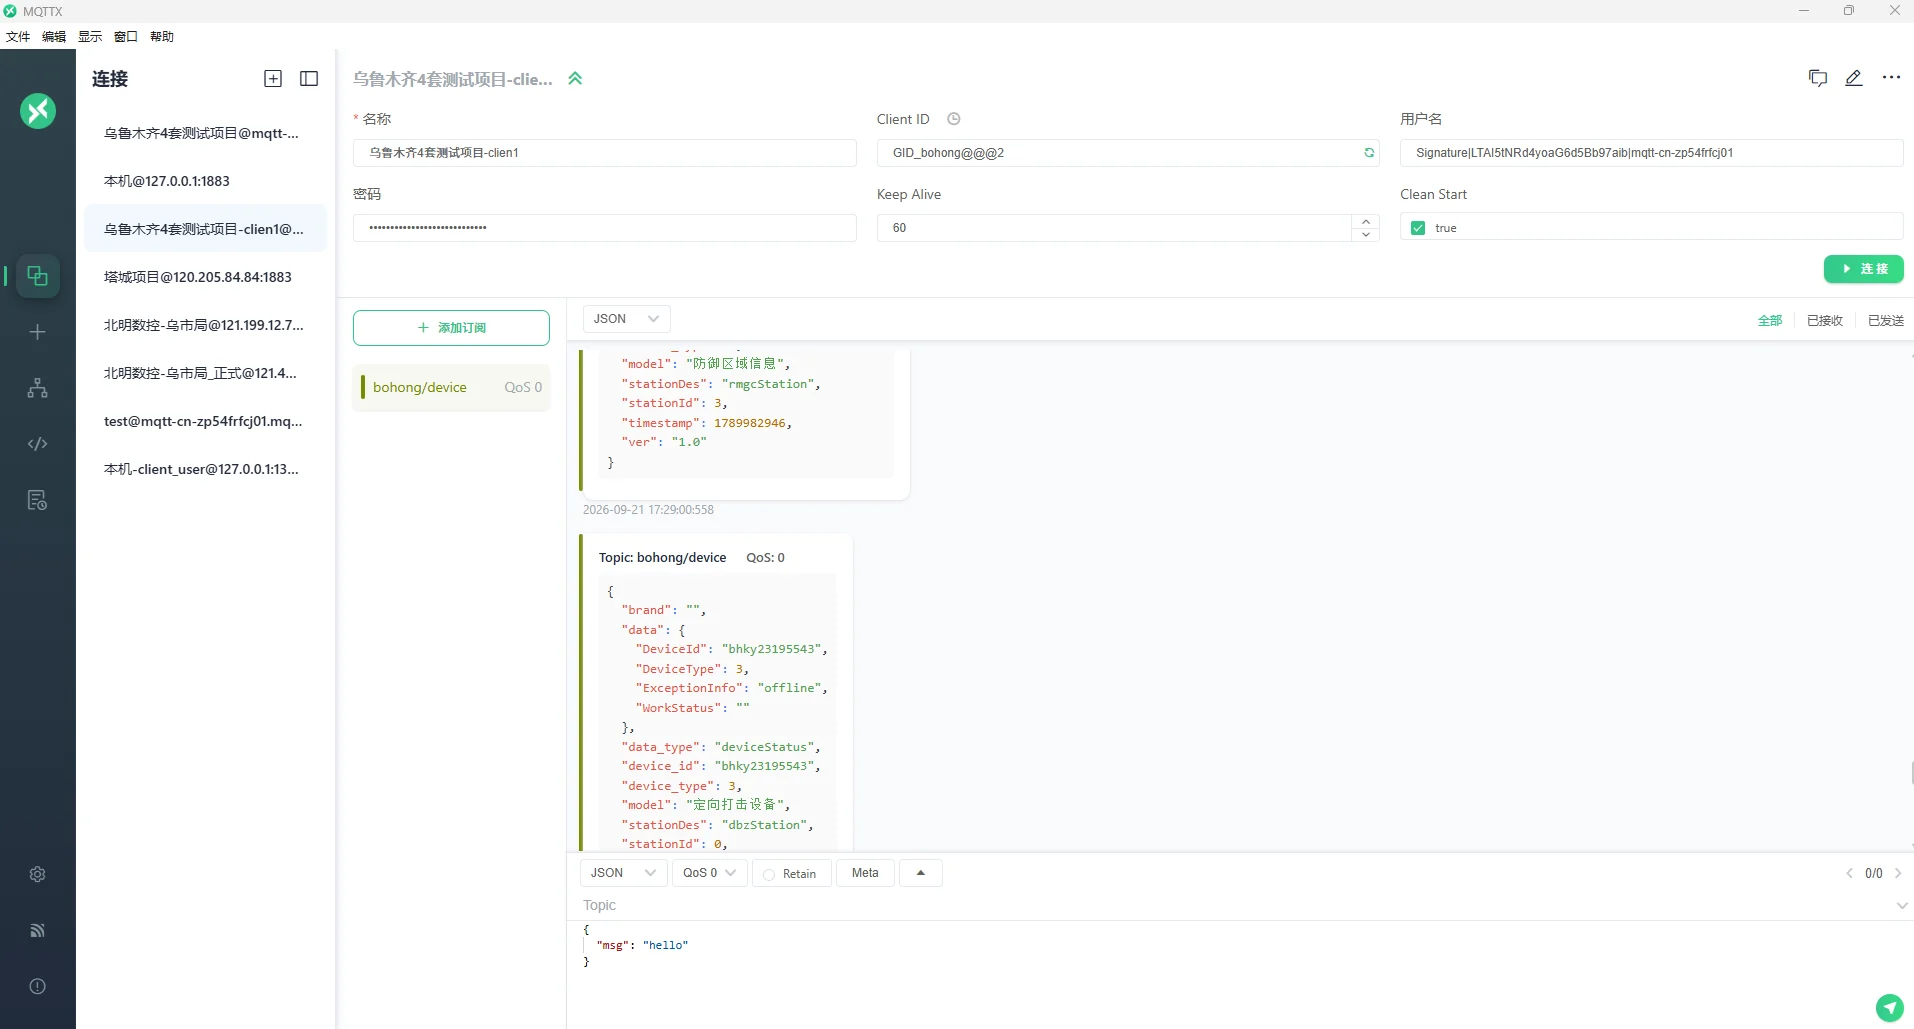 MQTTX
文件 编辑 显示 窗口 帮助
连接
乌鲁木齐4套测试项目@mqtt-...
本机@127.0.0.1:1883
乌鲁木齐4套测试项目-clien1@...
塔城项目@120.205.84.84:1883
北明数控-乌市局@121.199.12.7...
北明数控-乌市局_正式@121.4...
test@mqtt-cn-zp54frfcj01.mq...
本机-client_user@127.0.0.1:13...
乌鲁木齐4套测试项目-clie...
* 名称
乌鲁木齐4套测试项目-clien1
Client ID
GID_bohong@@@2
用户名
Signature|LTAI5tNRd4yoaG6d5Bb97aib|mqtt-cn-zp54frfcj01
密码
••••••••••••••••••••••••••••
Keep Alive
60
Clean Start
true
连接
+ 添加订阅
bohong/device QoS 0
JSON
全部 已接收 已发送
"model": "防御区域信息",
"stationDes": "rmgcStation",
"stationId": 3,
"timestamp": 1789982946,
"ver": "1.0"
}
2026-09-21 17:29:00:558
Topic: bohong/device QoS: 0
{
"brand": "",
"data": {
"DeviceId": "bhky23195543",
"DeviceType": 3,
"ExceptionInfo": "offline",
"WorkStatus": ""
},
"data_type": "deviceStatus",
"device_id": "bhky23195543",
"device_type": 3,
"model": "定向打击设备",
"stationDes": "dbzStation",
"stationId": 0,
JSON QoS 0 Retain Meta 0/0
Topic
{
"msg": "hello"
}